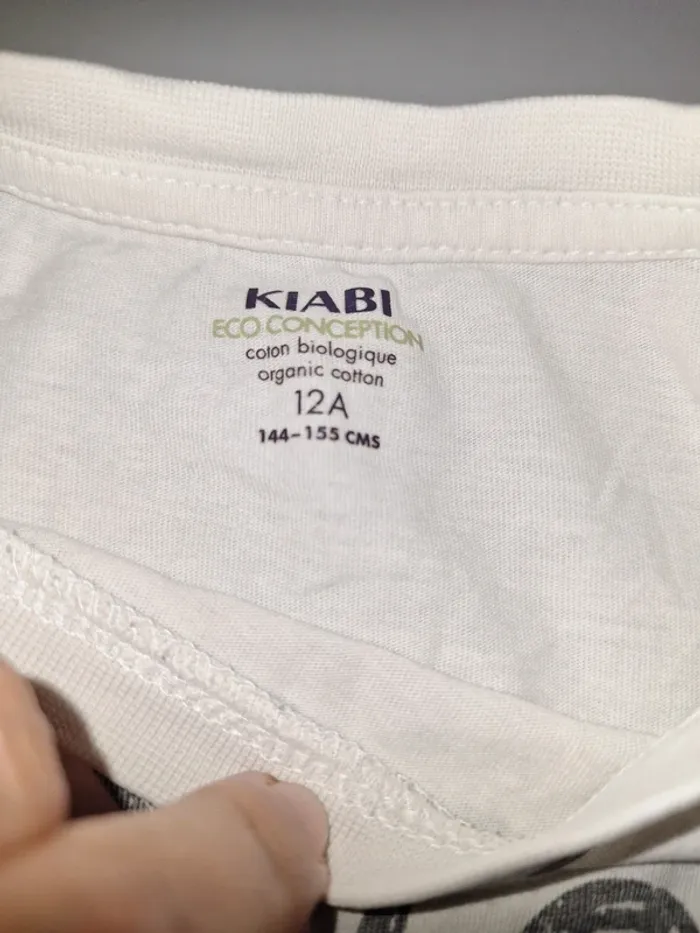 KIABI
ECO CONCEPTION
coton biologique
organic cotton
12A
144-155 CMS